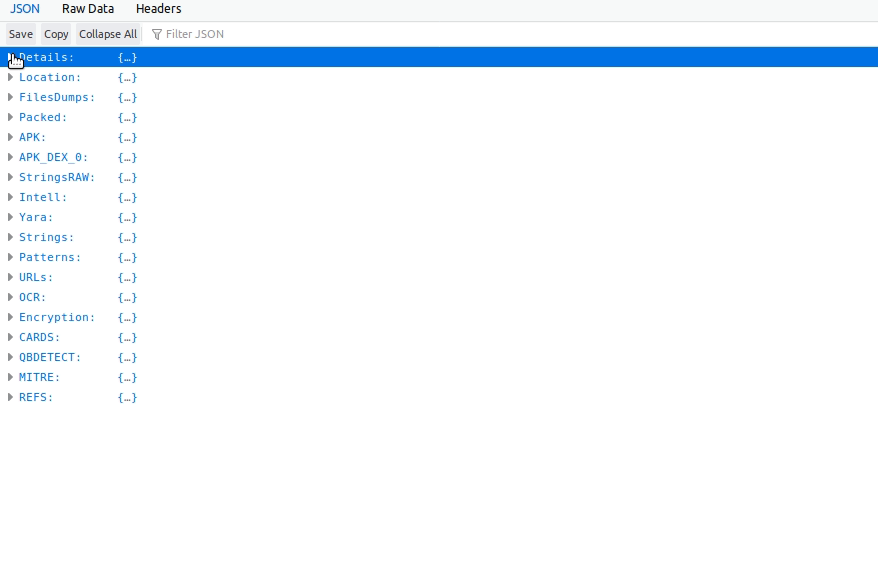 JSON Raw Data Headers
Save Copy Collapse All Filter JSON
Details: {…}
Location: {…}
FilesDumps: {…}
Packed: {…}
APK: {…}
APK_DEX_0: {…}
StringsRAW: {…}
Intell: {…}
Yara: {…}
Strings: {…}
Patterns: {…}
URLs: {…}
OCR: {…}
Encryption: {…}
CARDS: {…}
QBDETECT: {…}
MITRE: {…}
REFS: {…}